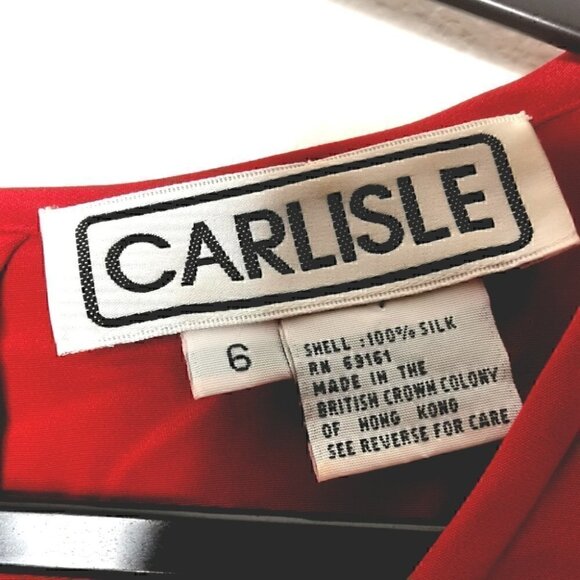 CARLISLE
6
SHELL :100% SILK
RN 69161
MADE IN THE
BRITISH CROWN COLONY
OF HONG KONG
SEE REVERSE FOR CARE